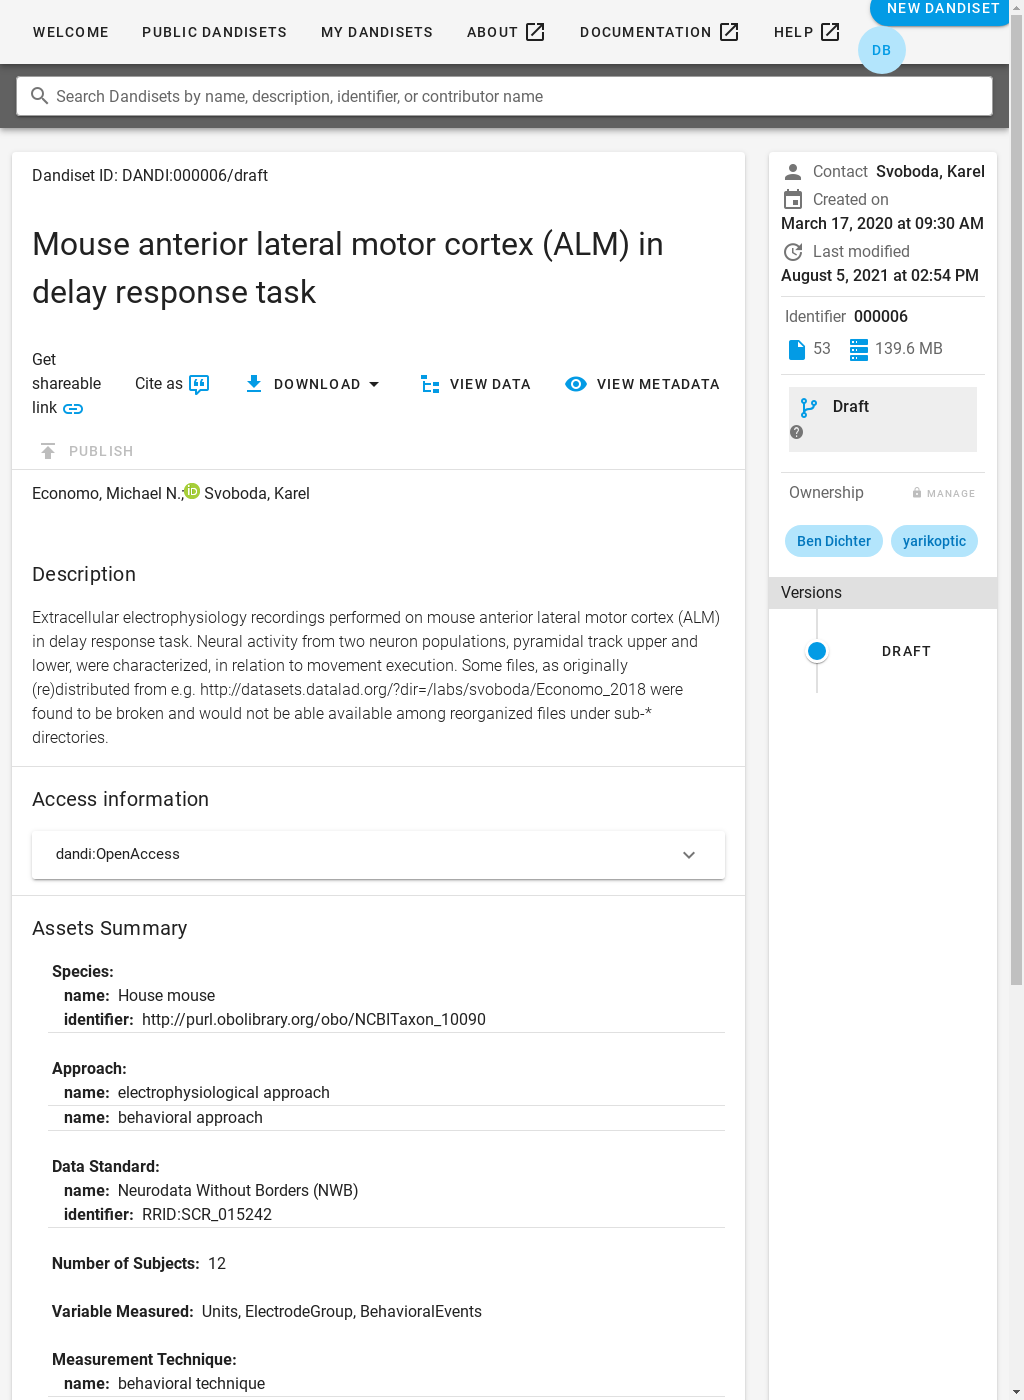 WELCOME PUBLIC DANDISETS MY DANDISETS ABOUT DOCUMENTATION HELP NEW DANDISET
DB
Search Dandisets by name, description, identifier, or contributor name
Dandiset ID: DANDI:000006/draft
Mouse anterior lateral motor cortex (ALM) in
delay response task
Get
shareable
link
Cite as
DOWNLOAD
VIEW DATA
VIEW METADATA
PUBLISH
Economo, Michael N.; iD Svoboda, Karel
Description
Extracellular electrophysiology recordings performed on mouse anterior lateral motor cortex (ALM)
in delay response task. Neural activity from two neuron populations, pyramidal track upper and
lower, were characterized, in relation to movement execution. Some files, as originally
(re)distributed from e.g. http://datasets.datalad.org/?dir=/labs/svoboda/Economo_2018 were
found to be broken and would not be able available among reorganized files under sub-*
directories.
Access information
dandi:OpenAccess
Assets Summary
Species:
name: House mouse
identifier: http://purl.obolibrary.org/obo/NCBITaxon_10090
Approach:
name: electrophysiological approach
name: behavioral approach
Data Standard:
name: Neurodata Without Borders (NWB)
identifier: RRID:SCR_015242
Number of Subjects: 12
Variable Measured: Units, ElectrodeGroup, BehavioralEvents
Measurement Technique:
name: behavioral technique
Contact Svoboda, Karel
Created on
March 17, 2020 at 09:30 AM
Last modified
August 5, 2021 at 02:54 PM
Identifier 000006
53 139.6 MB
Draft
?
Ownership MANAGE
Ben Dichter yarikoptic
Versions
DRAFT